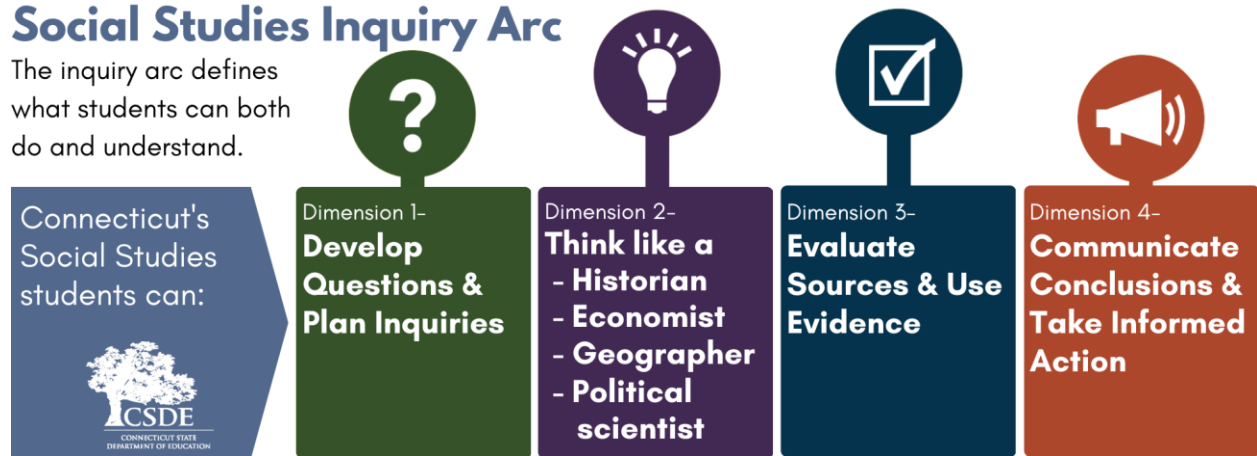 Social Studies Inquiry Arc
The inquiry arc defines
what students can both
do and understand.
Connecticut's
Social Studies
students can:
CSDE
CONNECTICUT STATE
DEPARTMENT OF EDUCATION
?
Dimension 1-
Develop
Questions &
Plan Inquiries
Dimension 2-
Think like a
- Historian
- Economist
- Geographer
- Political
scientist
Dimension 3-
Evaluate
Sources & Use
Evidence
Dimension 4-
Communicate
Conclusions &
Take Informed
Action